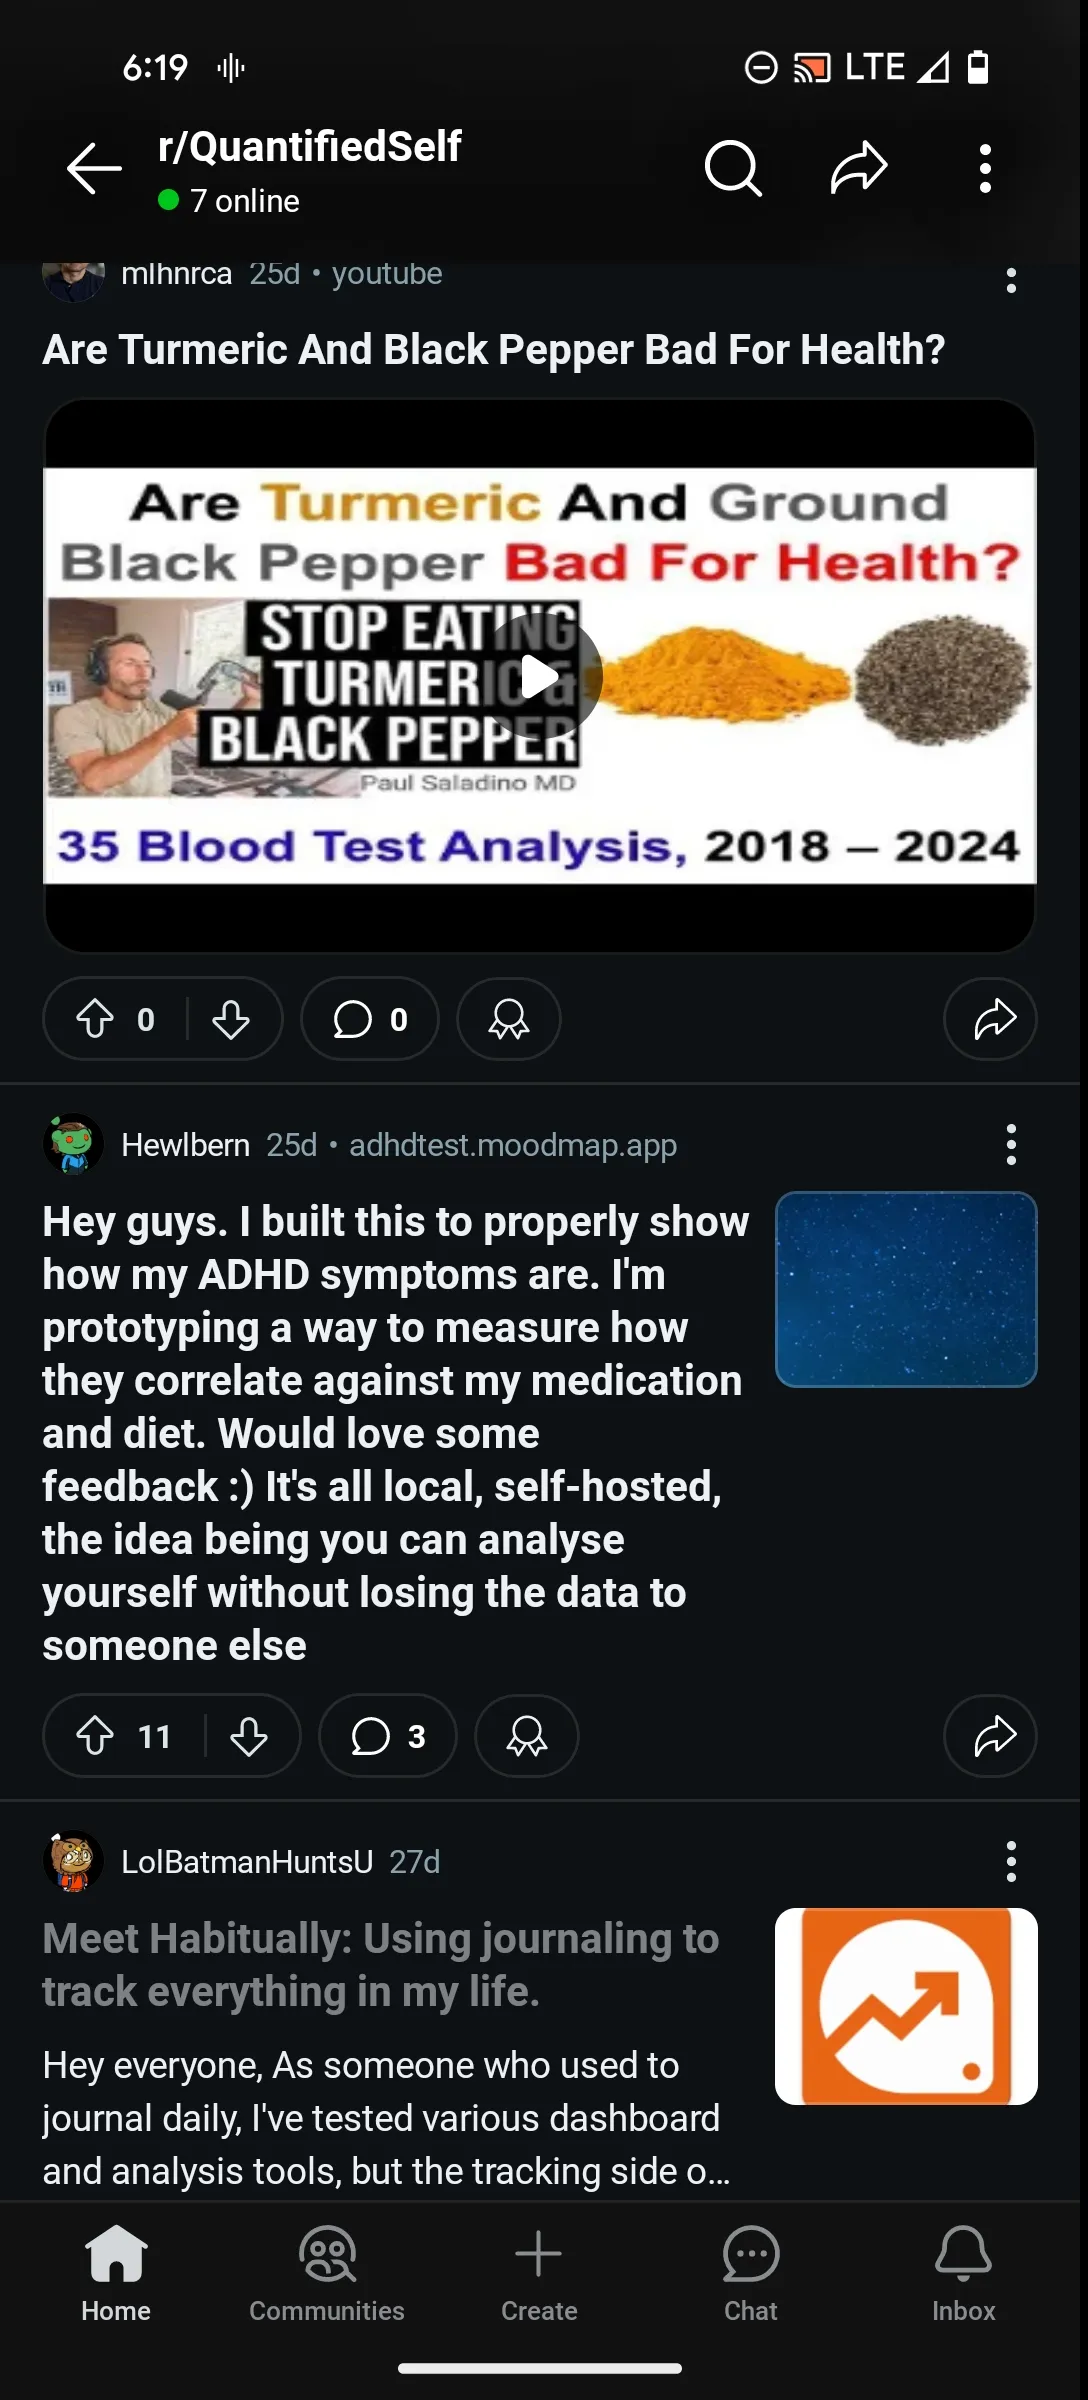 6:19
LTE
r/QuantifiedSelf
7 online
mlhnrca 25d • youtube
Are Turmeric And Black Pepper Bad For Health?
Are Turmeric And Ground
Black Pepper Bad For Health?
STOP EATING
TURMERIC &
BLACK PEPPER
Paul Saladino MD
35 Blood Test Analysis, 2018 – 2024
0
0
Hewlbern 25d • adhdtest.moodmap.app
Hey guys. I built this to properly show
how my ADHD symptoms are. I'm
prototyping a way to measure how
they correlate against my medication
and diet. Would love some
feedback :) It's all local, self-hosted,
the idea being you can analyse
yourself without losing the data to
someone else
11
3
LolBatmanHuntsU 27d
Meet Habitually: Using journaling to
track everything in my life.
Hey everyone, As someone who used to
journal daily, I've tested various dashboard
and analysis tools, but the tracking side o...
Home
Communities
Create
Chat
Inbox